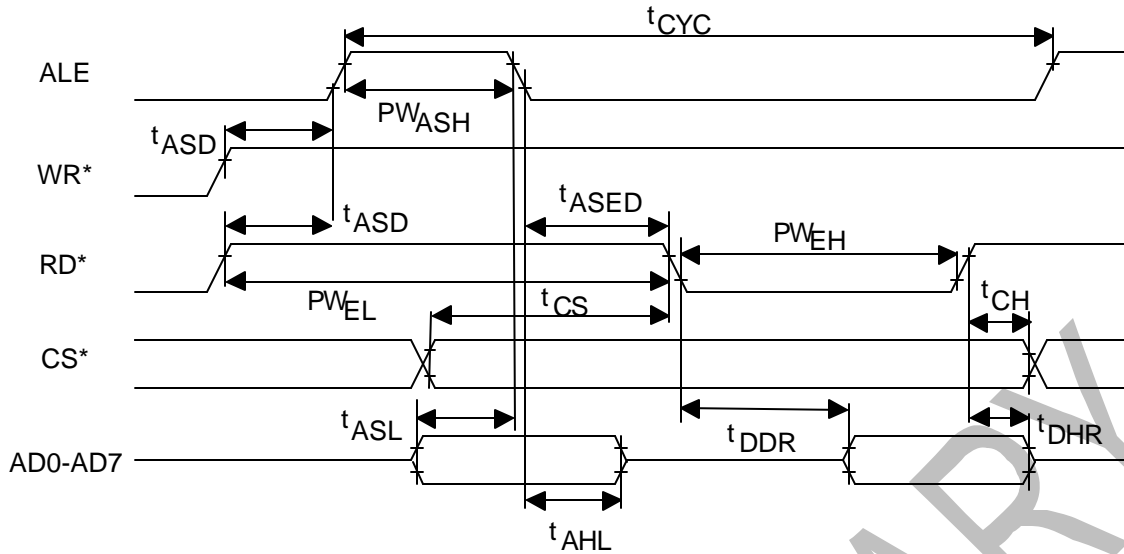 tCYC
ALE
PWASH
tASD
WR*
tASED
tASD
PWEH
RD*
PWEL
tCS
tCH
CS*
tASL
tDDR
tDHR
AD0-AD7
tAHL
ARY